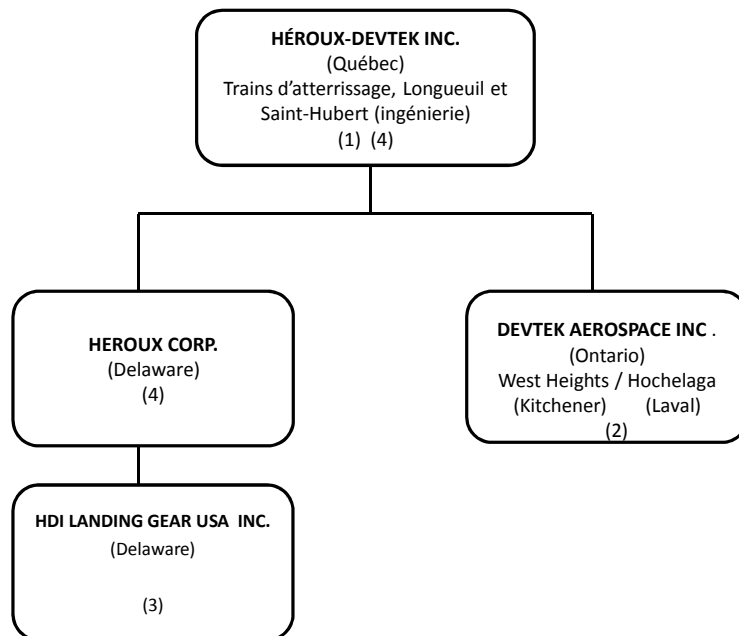 HÉROUX-DEVTEK INC.
(Québec)
Trains d’atterrissage, Longueuil et
Saint-Hubert (ingénierie)
(1) (4)
HEROUX CORP.
(Delaware)
(4)
DEVTEK AEROSPACE INC .
(Ontario)
West Heights / Hochelaga
(Kitchener) (Laval)
(2)
HDI LANDING GEAR USA INC.
(Delaware)
(3)